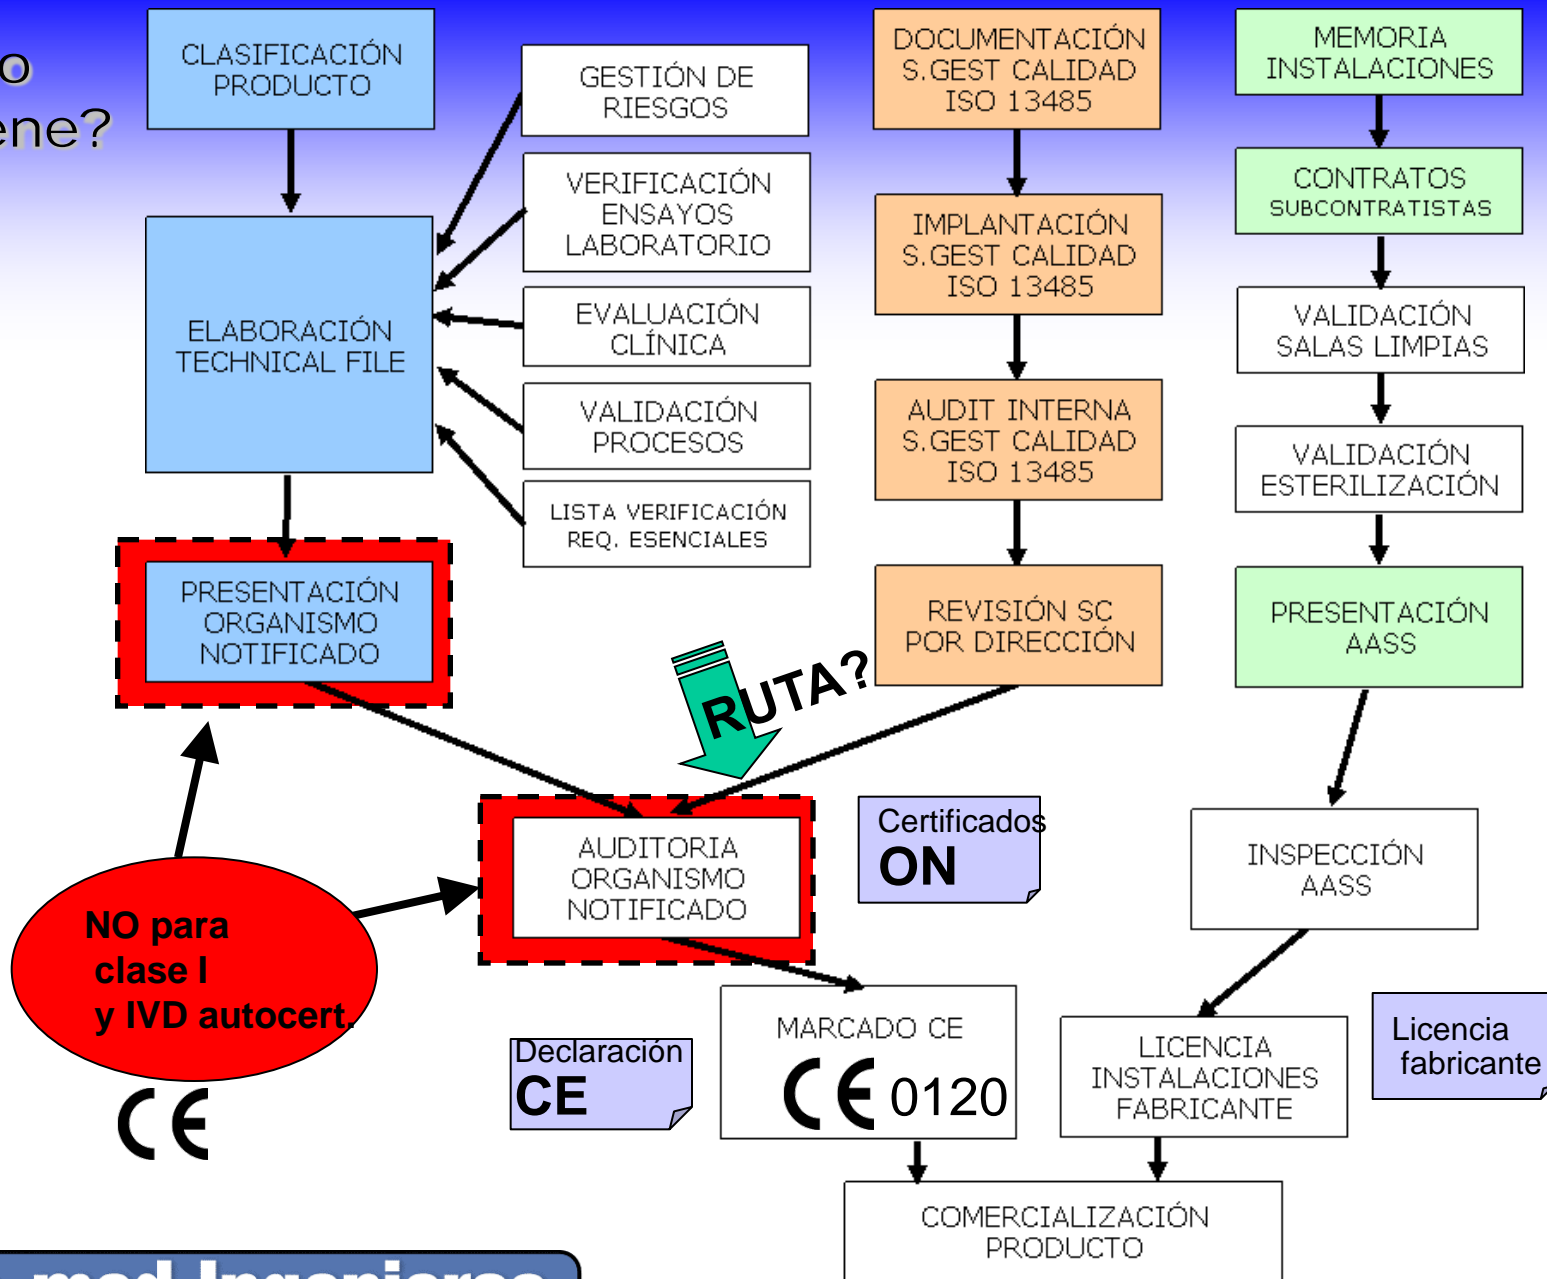 o
ene?
CLASIFICACIÓN
PRODUCTO
ELABORACIÓN
TECHNICAL FILE
PRESENTACIÓN
ORGANISMO
NOTIFICADO
GESTIÓN DE
RIESGOS
VERIFICACIÓN
ENSAYOS
LABORATORIO
EVALUACIÓN
CLÍNICA
VALIDACIÓN
PROCESOS
LISTA VERIFICACIÓN
REQ. ESENCIALES
DOCUMENTACIÓN
S.GEST CALIDAD
ISO 13485
IMPLANTACIÓN
S.GEST CALIDAD
ISO 13485
AUDIT INTERNA
S.GEST CALIDAD
ISO 13485
REVISIÓN SC
POR DIRECCIÓN
MEMORIA
INSTALACIONES
CONTRATOS
SUBCONTRATISTAS
VALIDACIÓN
SALAS LIMPIAS
VALIDACIÓN
ESTERILIZACIÓN
PRESENTACIÓN
AASS
RUTA?
AUDITORIA
ORGANISMO
NOTIFICADO
Certificados
ON
INSPECCIÓN
AASS
NO para
clase I
y IVD autocert.
CE
Declaración
CE
MARCADO CE
CE 0120
LICENCIA
INSTALACIONES
FABRICANTE
Licencia
fabricante
COMERCIALIZACIÓN
PRODUCTO
med Ingenieros